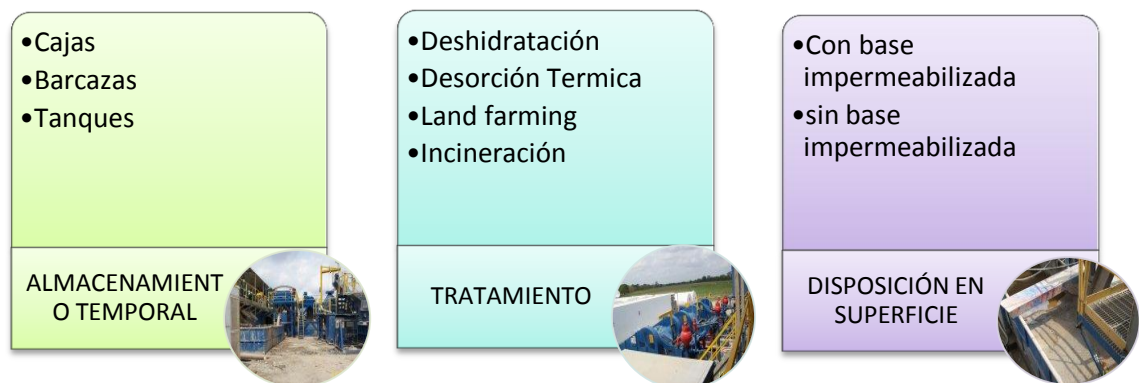 •Cajas
•Barcazas
•Tanques
ALMACENAMIENT
O TEMPORAL
•Deshidratación
•Desorción Termica
•Land farming
•Incineración
TRATAMIENTO
•Con base
impermeabilizada
•sin base
impermeabilizada
DISPOSICIÓN EN
SUPERFICIE